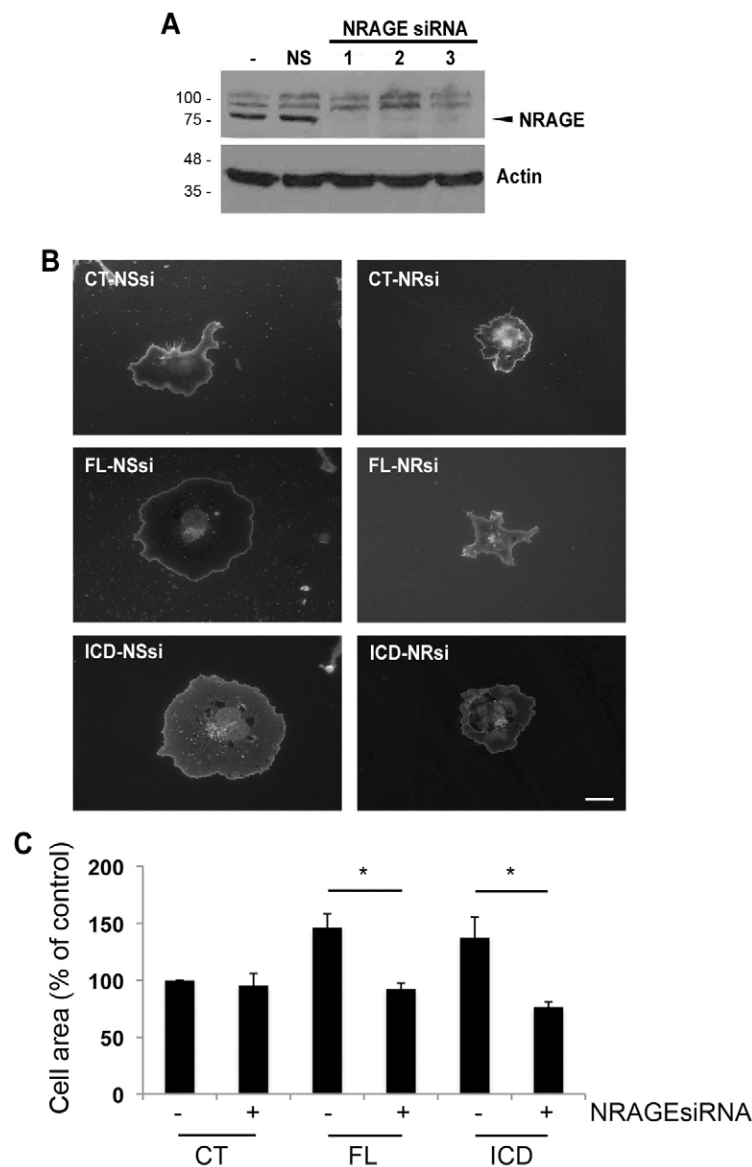 A
NRAGE siRNA
- NS 1 2 3
100 -
75 -
NRAGE
48 -
35 -
Actin
B
CT-NSsi CT-NRsi
FL-NSsi FL-NRsi
ICD-NSsi ICD-NRsi
C
Cell area (% of control)
200
150
100
50
0
* *
- + - + - + NRAGEsiRNA
CT FL ICD